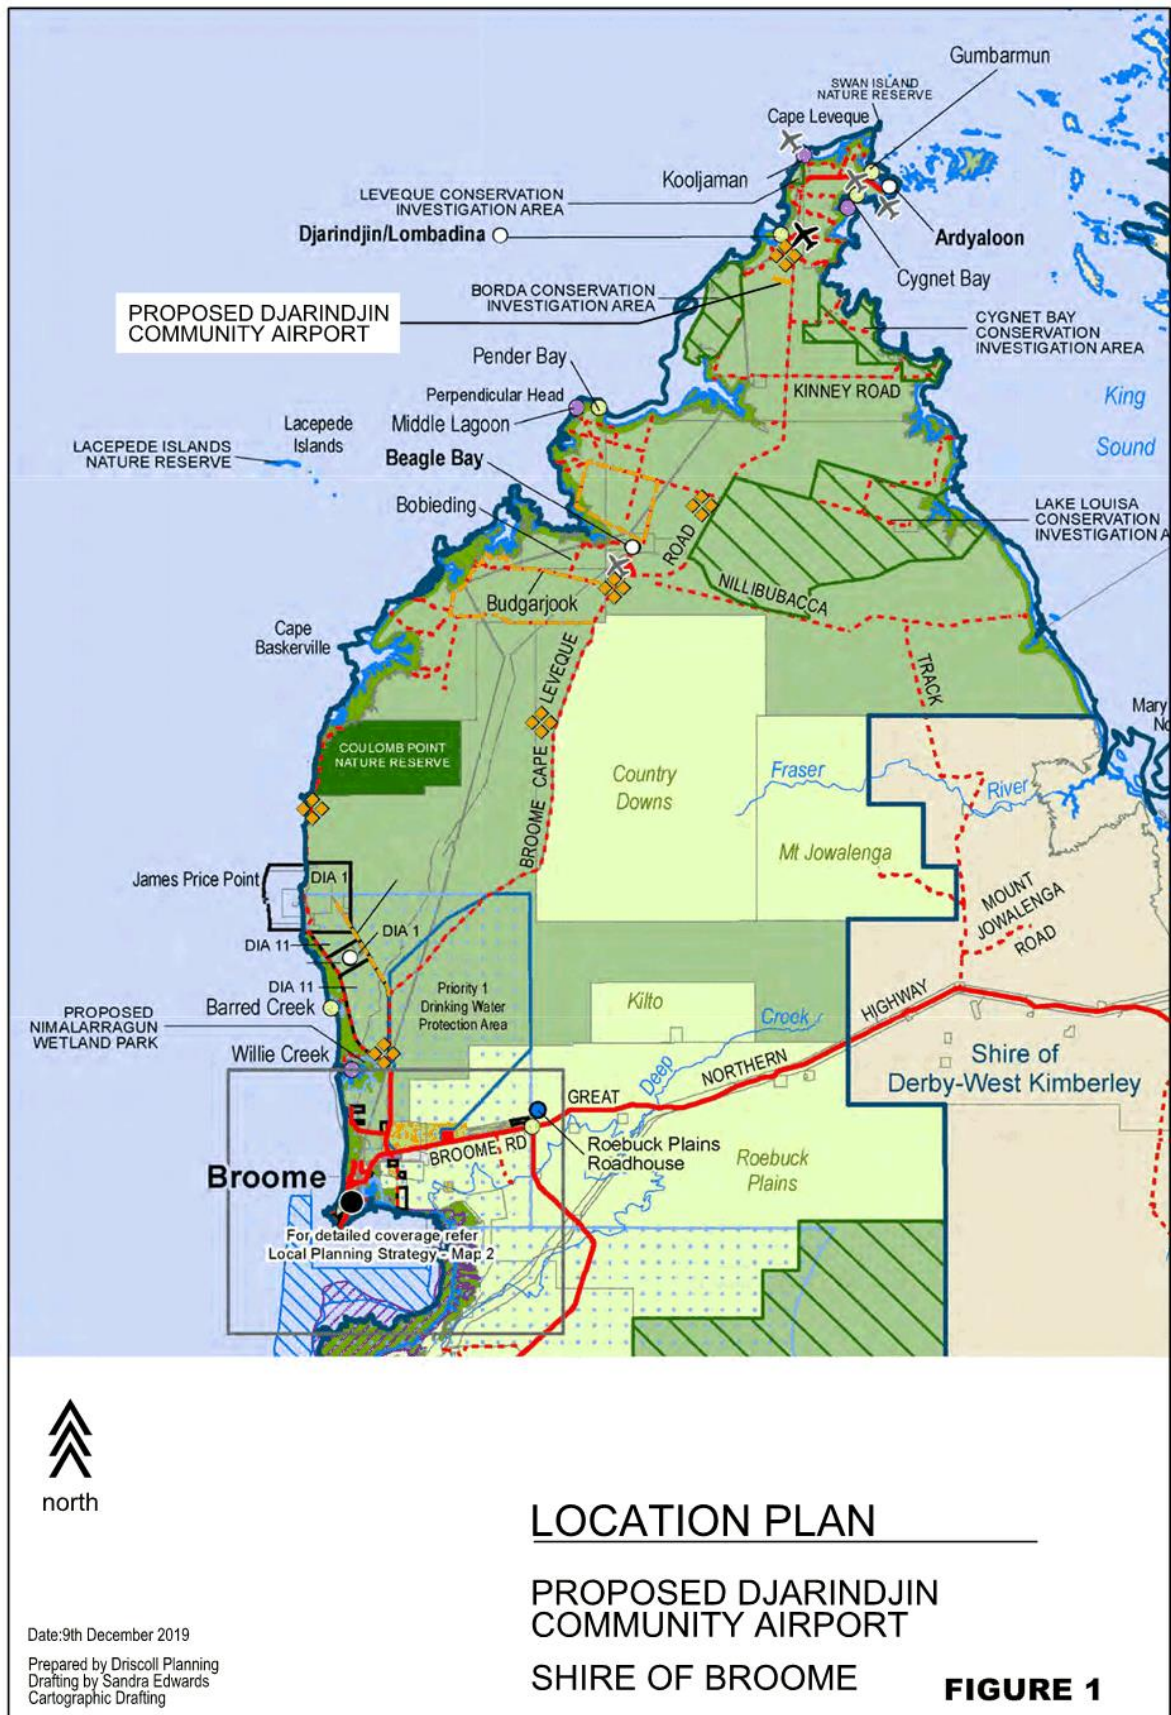 Gumbarmun
SWAN ISLAND
NATURE RESERVE
Cape Leveque
Kooljaman
LEVEQUE CONSERVATION
INVESTIGATION AREA
Djarindjin/Lombadina
Ardyaloon
Cygnet Bay
BORDA CONSERVATION
INVESTIGATION AREA
PROPOSED DJARINDJIN
COMMUNITY AIRPORT
CYGNET BAY
CONSERVATION
INVESTIGATION AREA
Pender Bay
KINNEY ROAD
Perpendicular Head
Middle Lagoon
King
Sound
Lacepede
Islands
LACEPEDE ISLANDS
NATURE RESERVE
Beagle Bay
Bobieding
LAKE LOUISA
CONSERVATION
INVESTIGATION A
ROAD
NILLIBUBACCA
Budgarjook
Cape
Baskerville
LEVEQUE
TRACK
Mary
No
COULOMB POINT
NATURE RESERVE
Country
Downs
Fraser
River
BROOME CAPE
Mt Jowalenga
James Price Point
DIA 1
MOUNT
JOWALENGA
ROAD
DIA 1
DIA 11
DIA 11
Priority 1
Drinking Water
Protection Area
Barred Creek
Kilto
HIGHWAY
Creek
PROPOSED
NIMALARRAGUN
WETLAND PARK
Willie Creek
Deep
NORTHERN
Shire of
Derby-West Kimberley
GREAT
BROOME RD
Roebuck Plains
Roadhouse
Roebuck
Plains
Broome
For detailed coverage refer
Local Planning Strategy - Map 2
north
LOCATION PLAN
PROPOSED DJARINDJIN
COMMUNITY AIRPORT
SHIRE OF BROOME
FIGURE 1
Date:9th December 2019
Prepared by Driscoll Planning
Drafting by Sandra Edwards
Cartographic Drafting